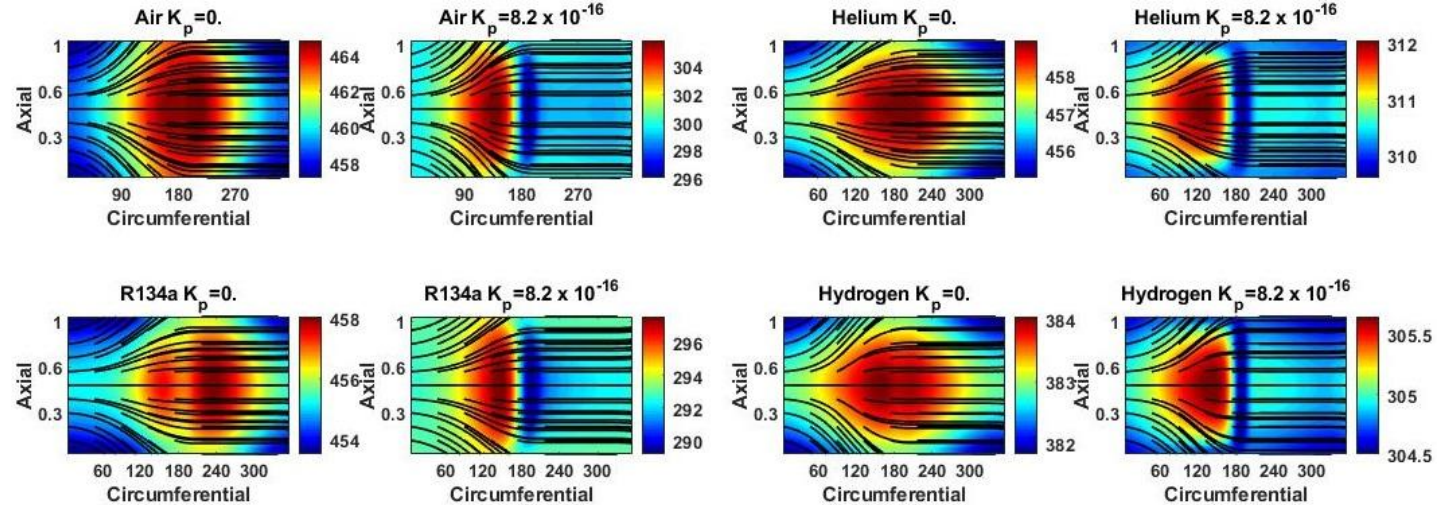 Air K_p=0.
Axial
1
0.6
0.3
90 180 270
Circumferential
464
462
460
458
Air K_p=8.2 x 10^-16
Axial
1
0.6
0.3
90 180 270
Circumferential
304
302
300
298
296
Helium K_p=0.
Axial
1
0.6
0.3
60 120 180 240 300
Circumferential
458
457
456
Helium K_p=8.2 x 10^-16
Axial
1
0.6
0.3
60 120 180 240 300
Circumferential
312
311
310
R134a K_p=0.
Axial
1
0.6
0.3
60 120 180 240 300
Circumferential
458
456
454
R134a K_p=8.2 x 10^-16
Axial
1
0.6
0.3
60 120 180 240 300
Circumferential
296
294
292
290
Hydrogen K_p=0.
Axial
1
0.6
0.3
60 120 180 240 300
Circumferential
384
383
382
Hydrogen K_p=8.2 x 10^-16
Axial
1
0.6
0.3
60 120 180 240 300
Circumferential
305.5
305
304.5